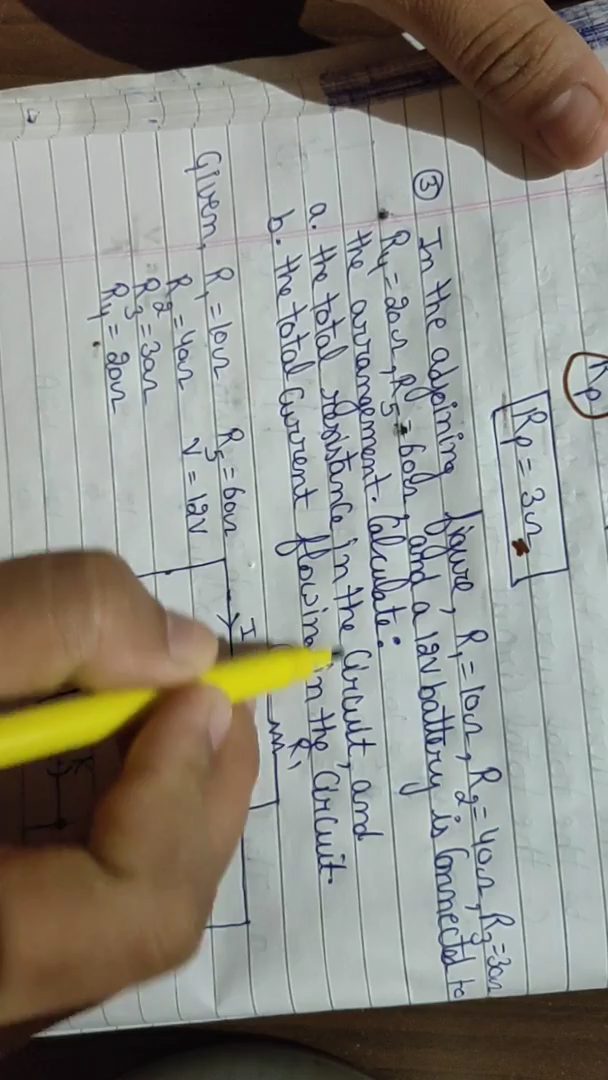 Rp
Rp = 3Ω
③ In the adjoining figure, R1=10Ω, R2=40Ω, R3=30Ω
R4=20Ω, R5=60Ω, and a 12V battery is Connected to
the arrangement. Calculate:
a. the total resistance in the Circuit, and
b. the total Current flowing in the Circuit.
Given, R1=10Ω R5=60Ω
R2=40Ω V=12V
R3=30Ω
R4=20Ω
I
R1